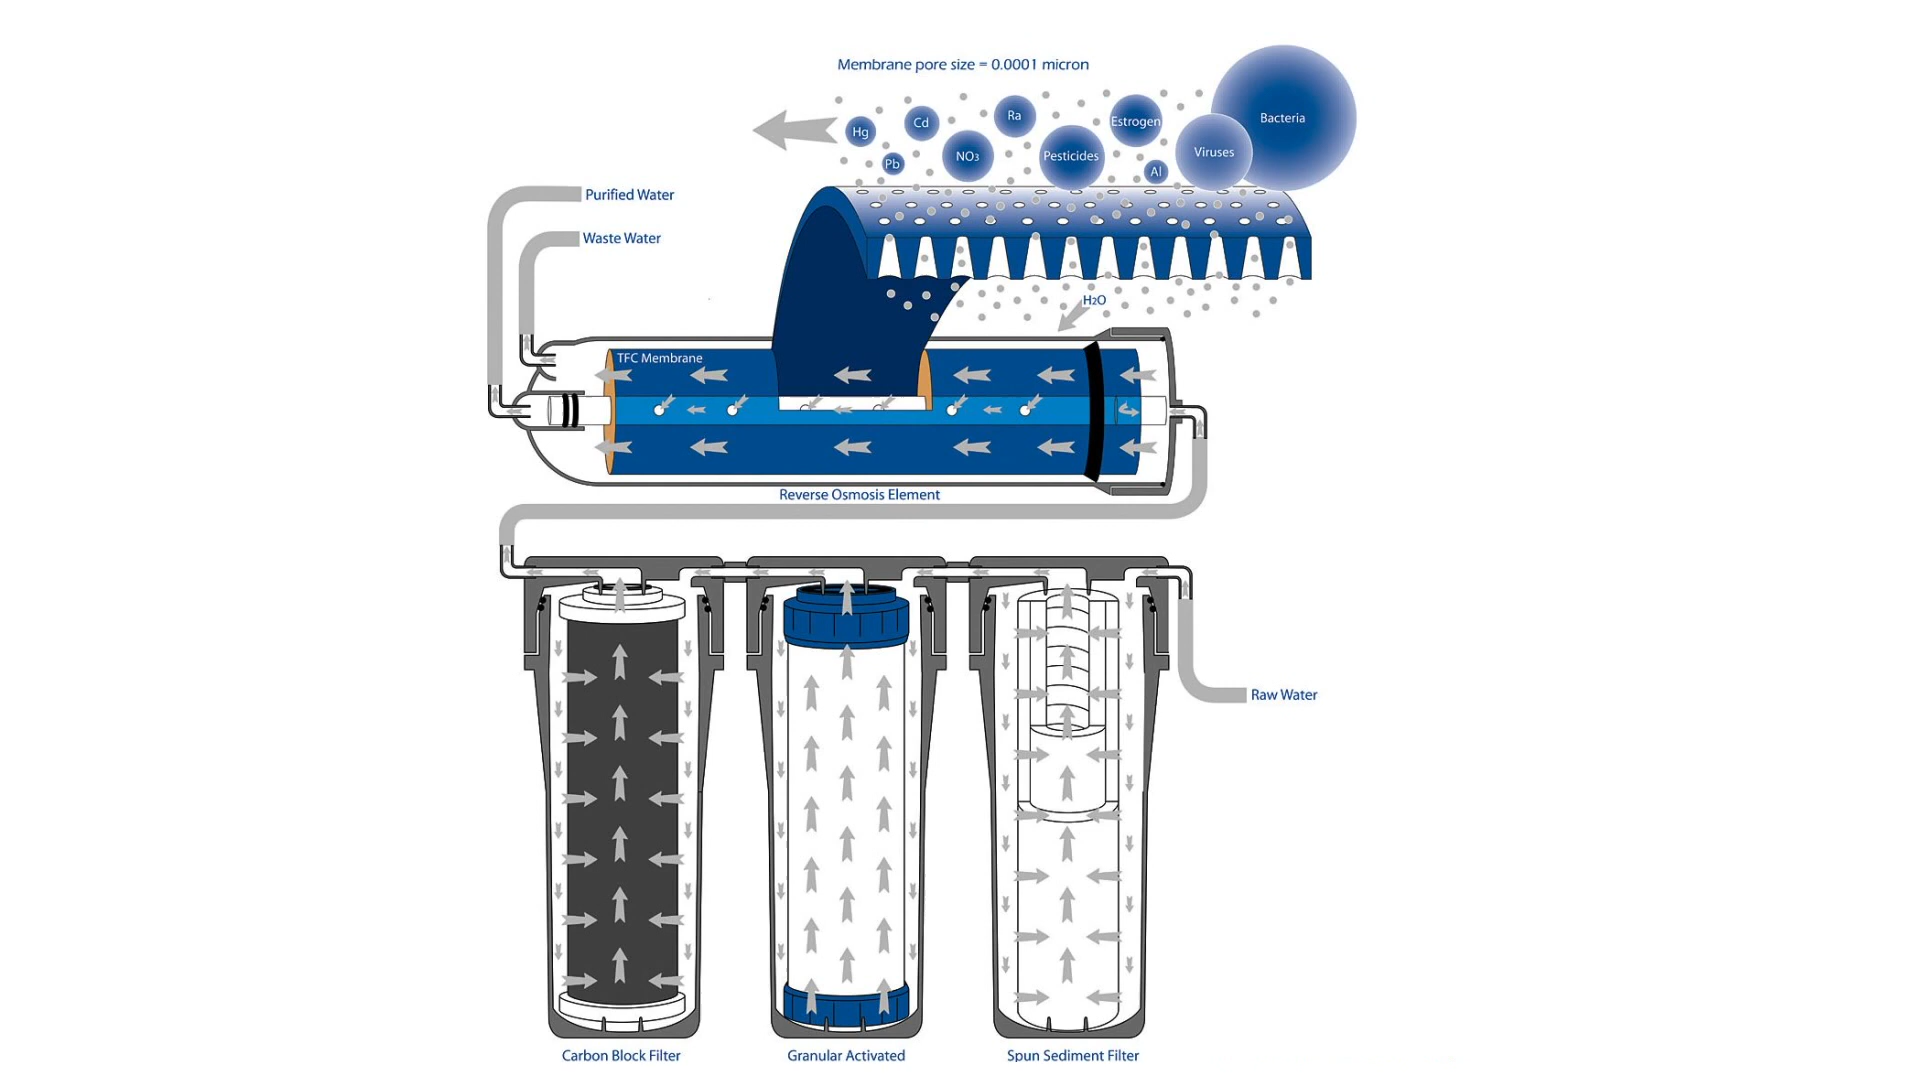 Membrane pore size = 0.0001 micron
Bacteria
Ra
Estrogen
Cd
Hg
Viruses
NO3
Pesticides
Pb
Al
Purified Water
Waste Water
H2O
TFC Membrane
Reverse Osmosis Element
Raw Water
Carbon Block Filter
Granular Activated
Spun Sediment Filter